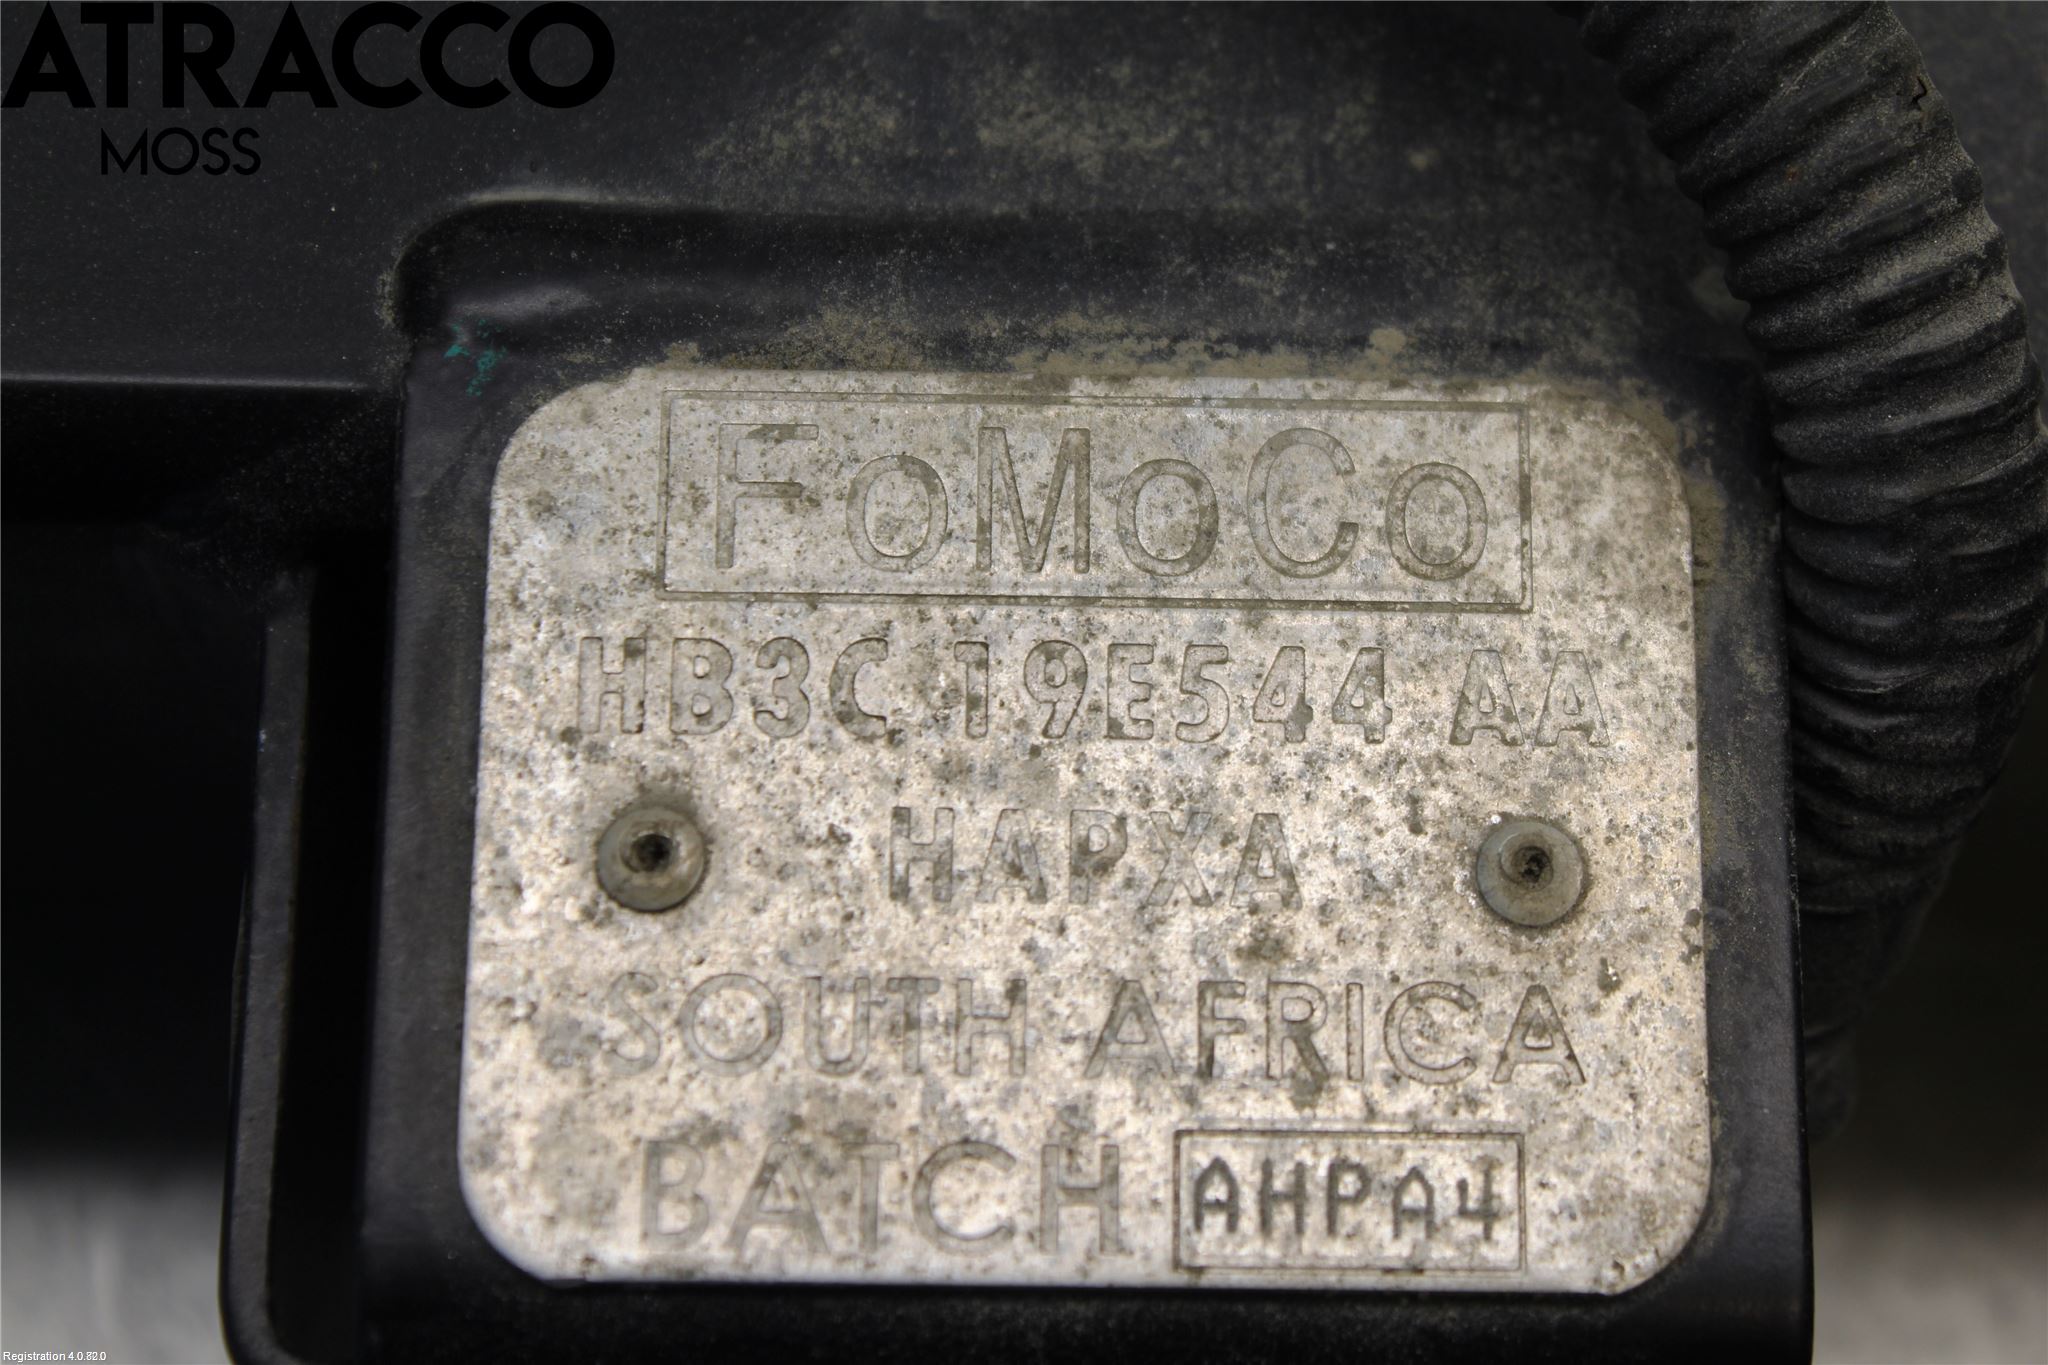 ATRACCO
MOSS
FoMoCo
HB3C 19E544 AA
HAPXA
SOUTH AFRICA
BATCH AHPA4
Registration 4.0.82.0